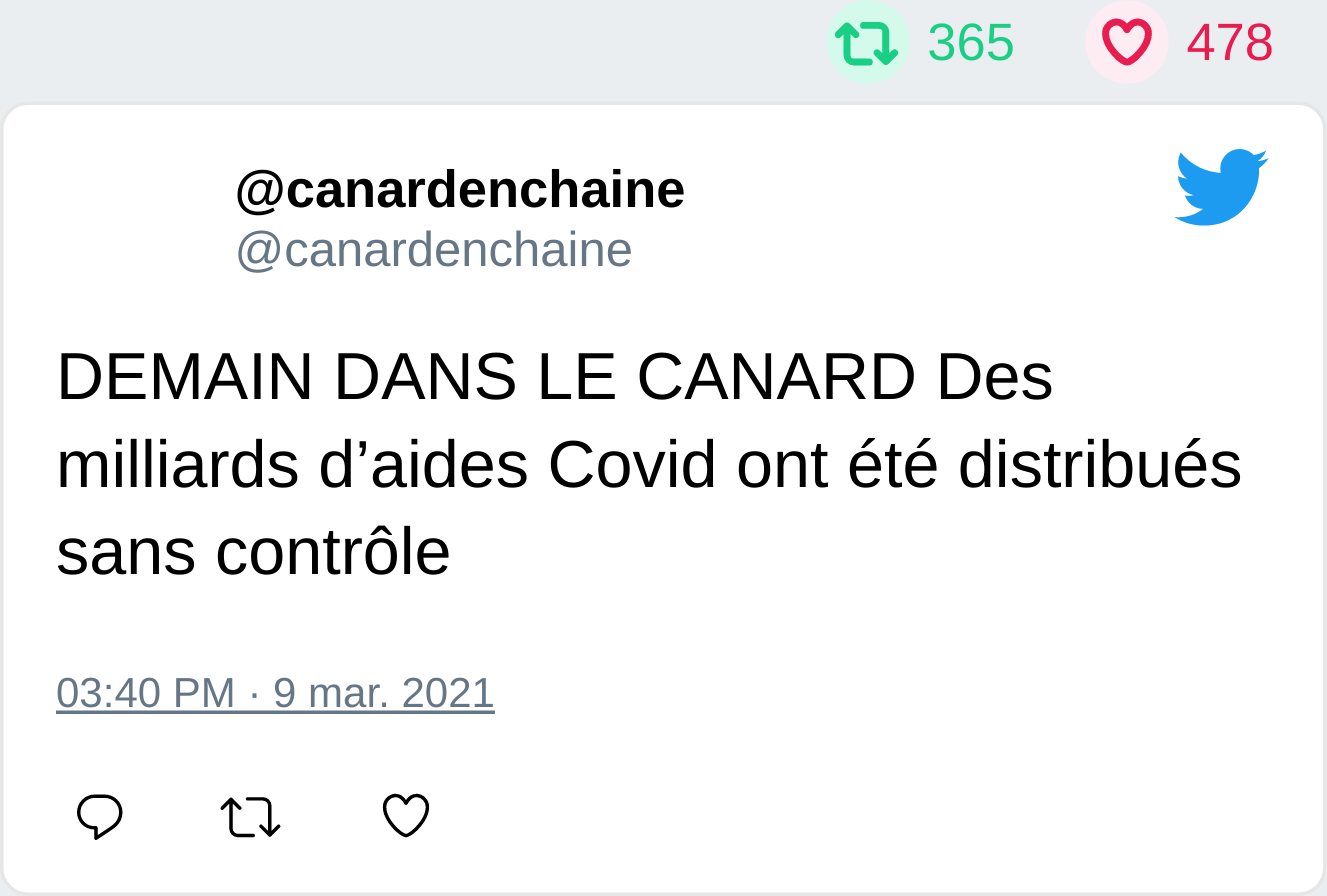 365 478
@canardenchaine
@canardenchaine
DEMAIN DANS LE CANARD Des
milliards d’aides Covid ont été distribués
sans contrôle
03:40 PM · 9 mar. 2021